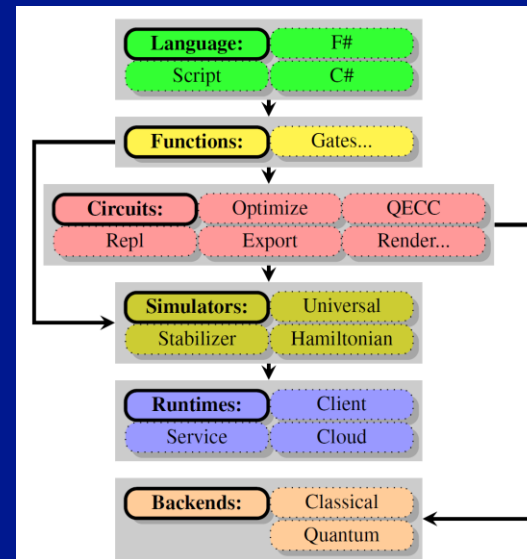 Language: F#
Script C#
Functions: Gates...
Circuits: Optimize QECC
Repl Export Render...
Simulators: Universal
Stabilizer Hamiltonian
Runtimes: Client
Service Cloud
Backends: Classical
Quantum